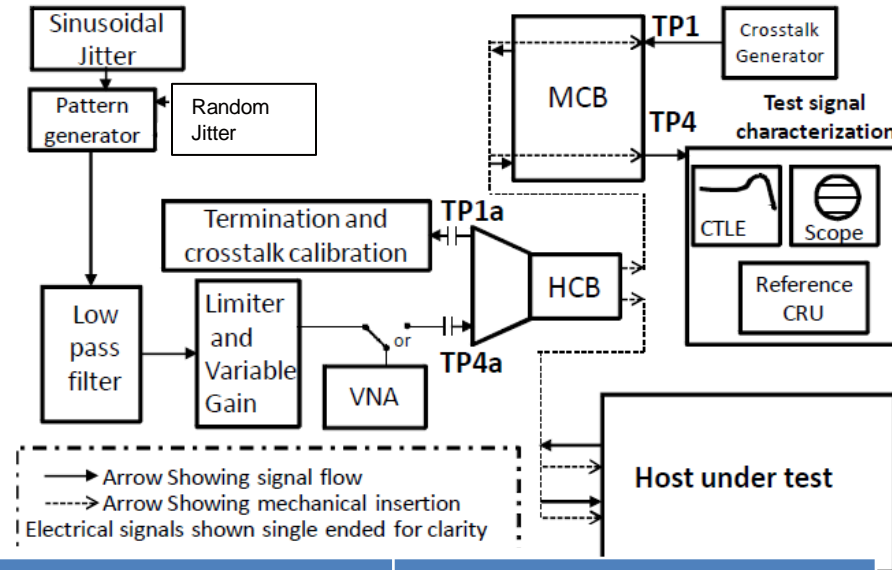 Sinusoidal
Jitter
Pattern
generator
Random
Jitter
MCB
TP1
Crosstalk
Generator
TP4
Test signal
characterization
CTLE
Scope
Reference
CRU
Termination and
crosstalk calibration
TP1a
HCB
Low
pass
filter
Limiter
and
Variable
Gain
or
VNA
TP4a
Arrow Showing signal flow
Arrow Showing mechanical insertion
Electrical signals shown single ended for clarity
Host under test